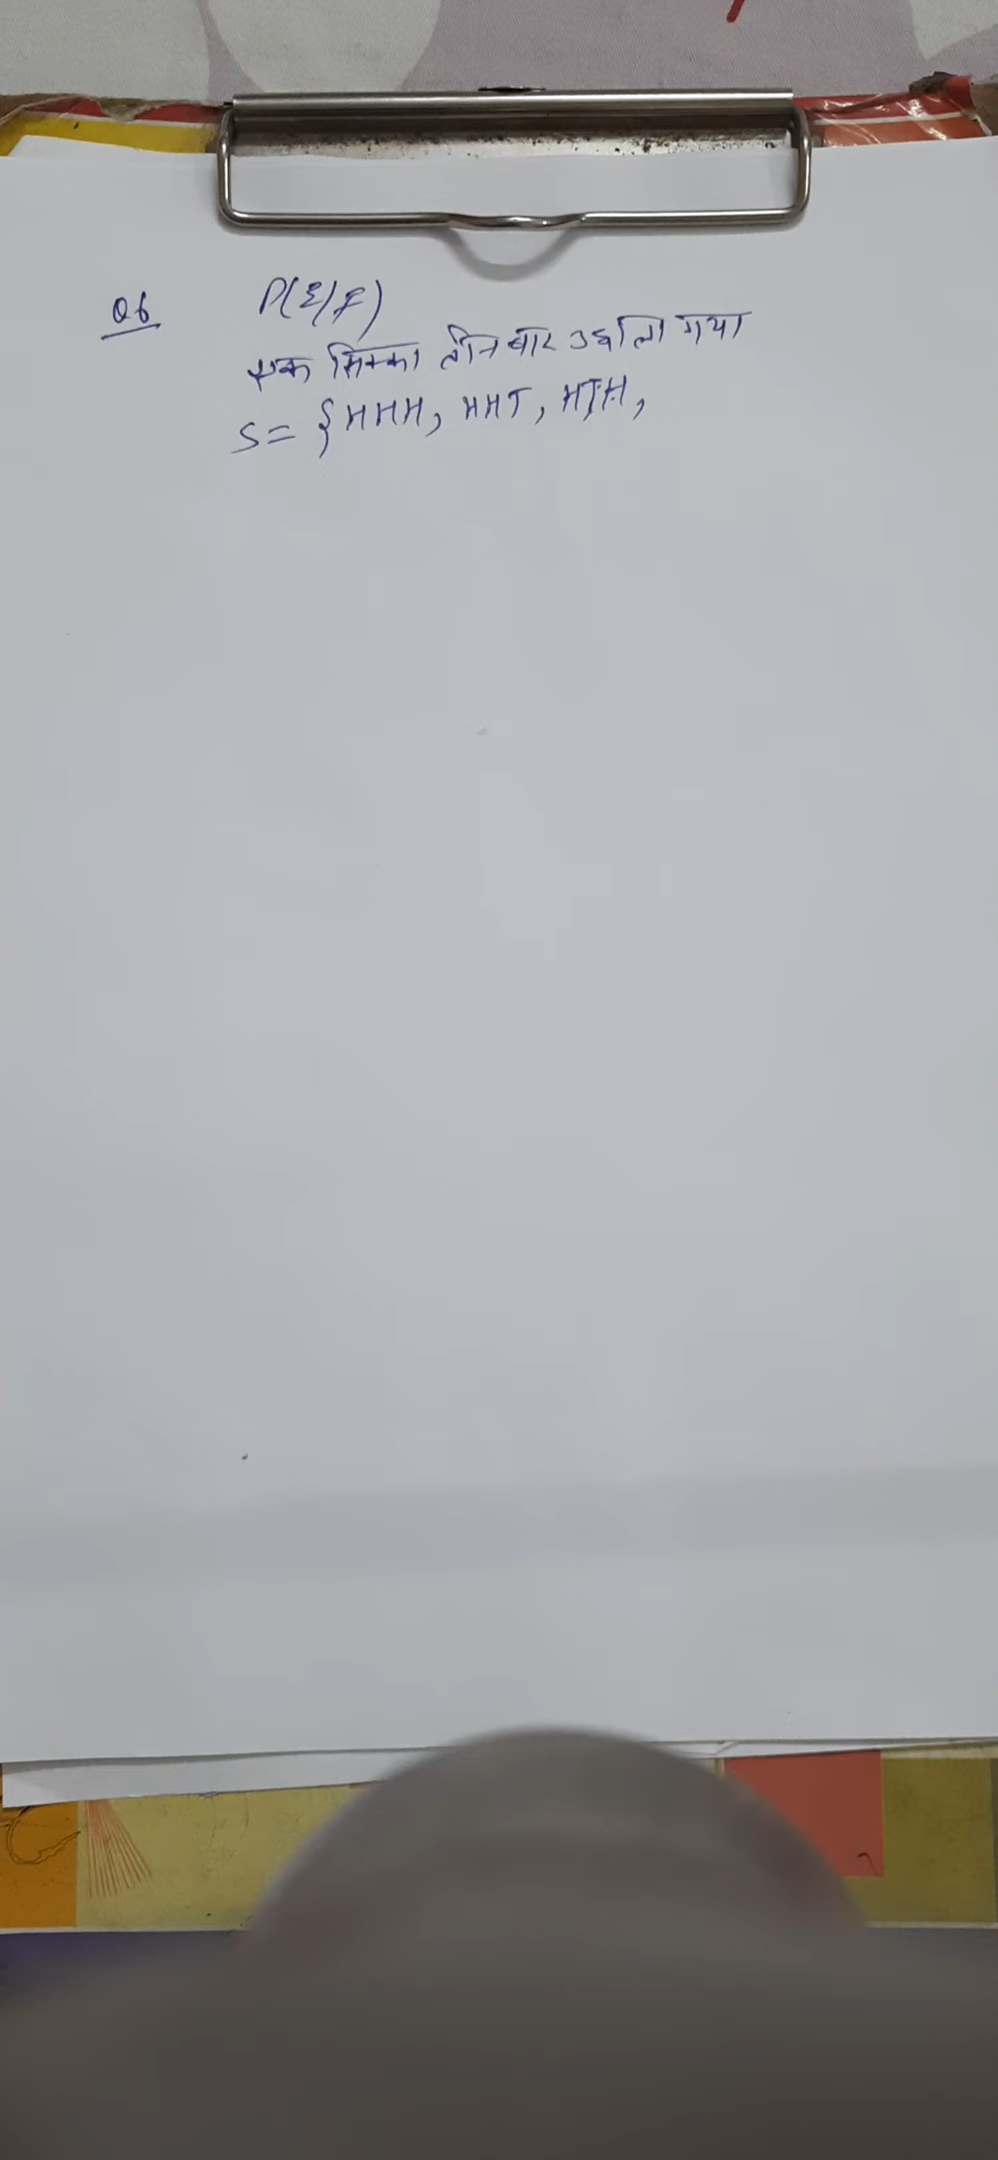 Q6 P(E/F)
एक सिक्का तीन बार उछाला गया
S = {HHH, HHT, HTH,